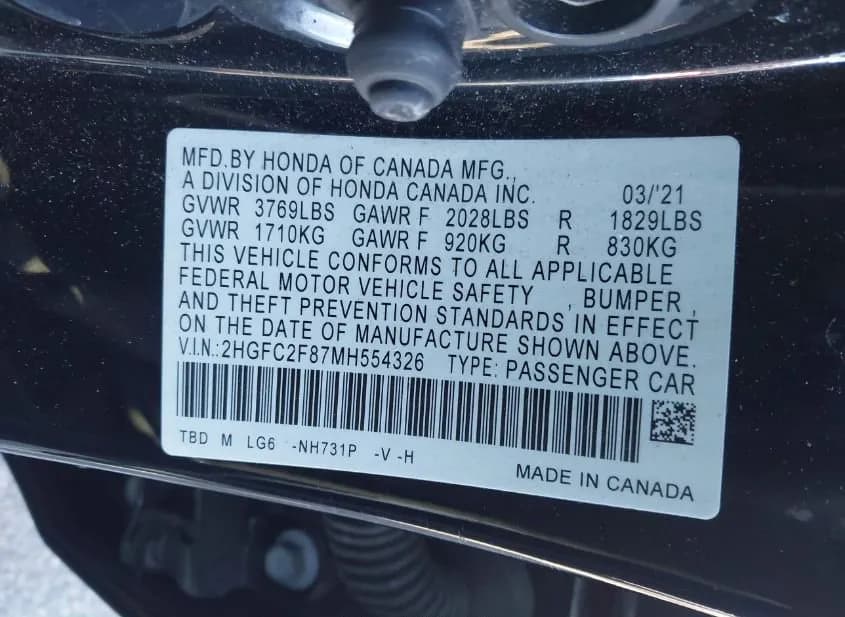 MFD.BY HONDA OF CANADA MFG.,
A DIVISION OF HONDA CANADA INC. 03/'21
GVWR 3769LBS GAWR F 2028LBS R 1829LBS
GVWR 1710KG GAWR F 920KG R 830KG
THIS VEHICLE CONFORMS TO ALL APPLICABLE
FEDERAL MOTOR VEHICLE SAFETY , BUMPER ,
AND THEFT PREVENTION STANDARDS IN EFFECT
ON THE DATE OF MANUFACTURE SHOWN ABOVE.
V.I.N.:2HGFC2F87MH554326 TYPE: PASSENGER CAR
TBD M LG6 -NH731P -V -H
MADE IN CANADA